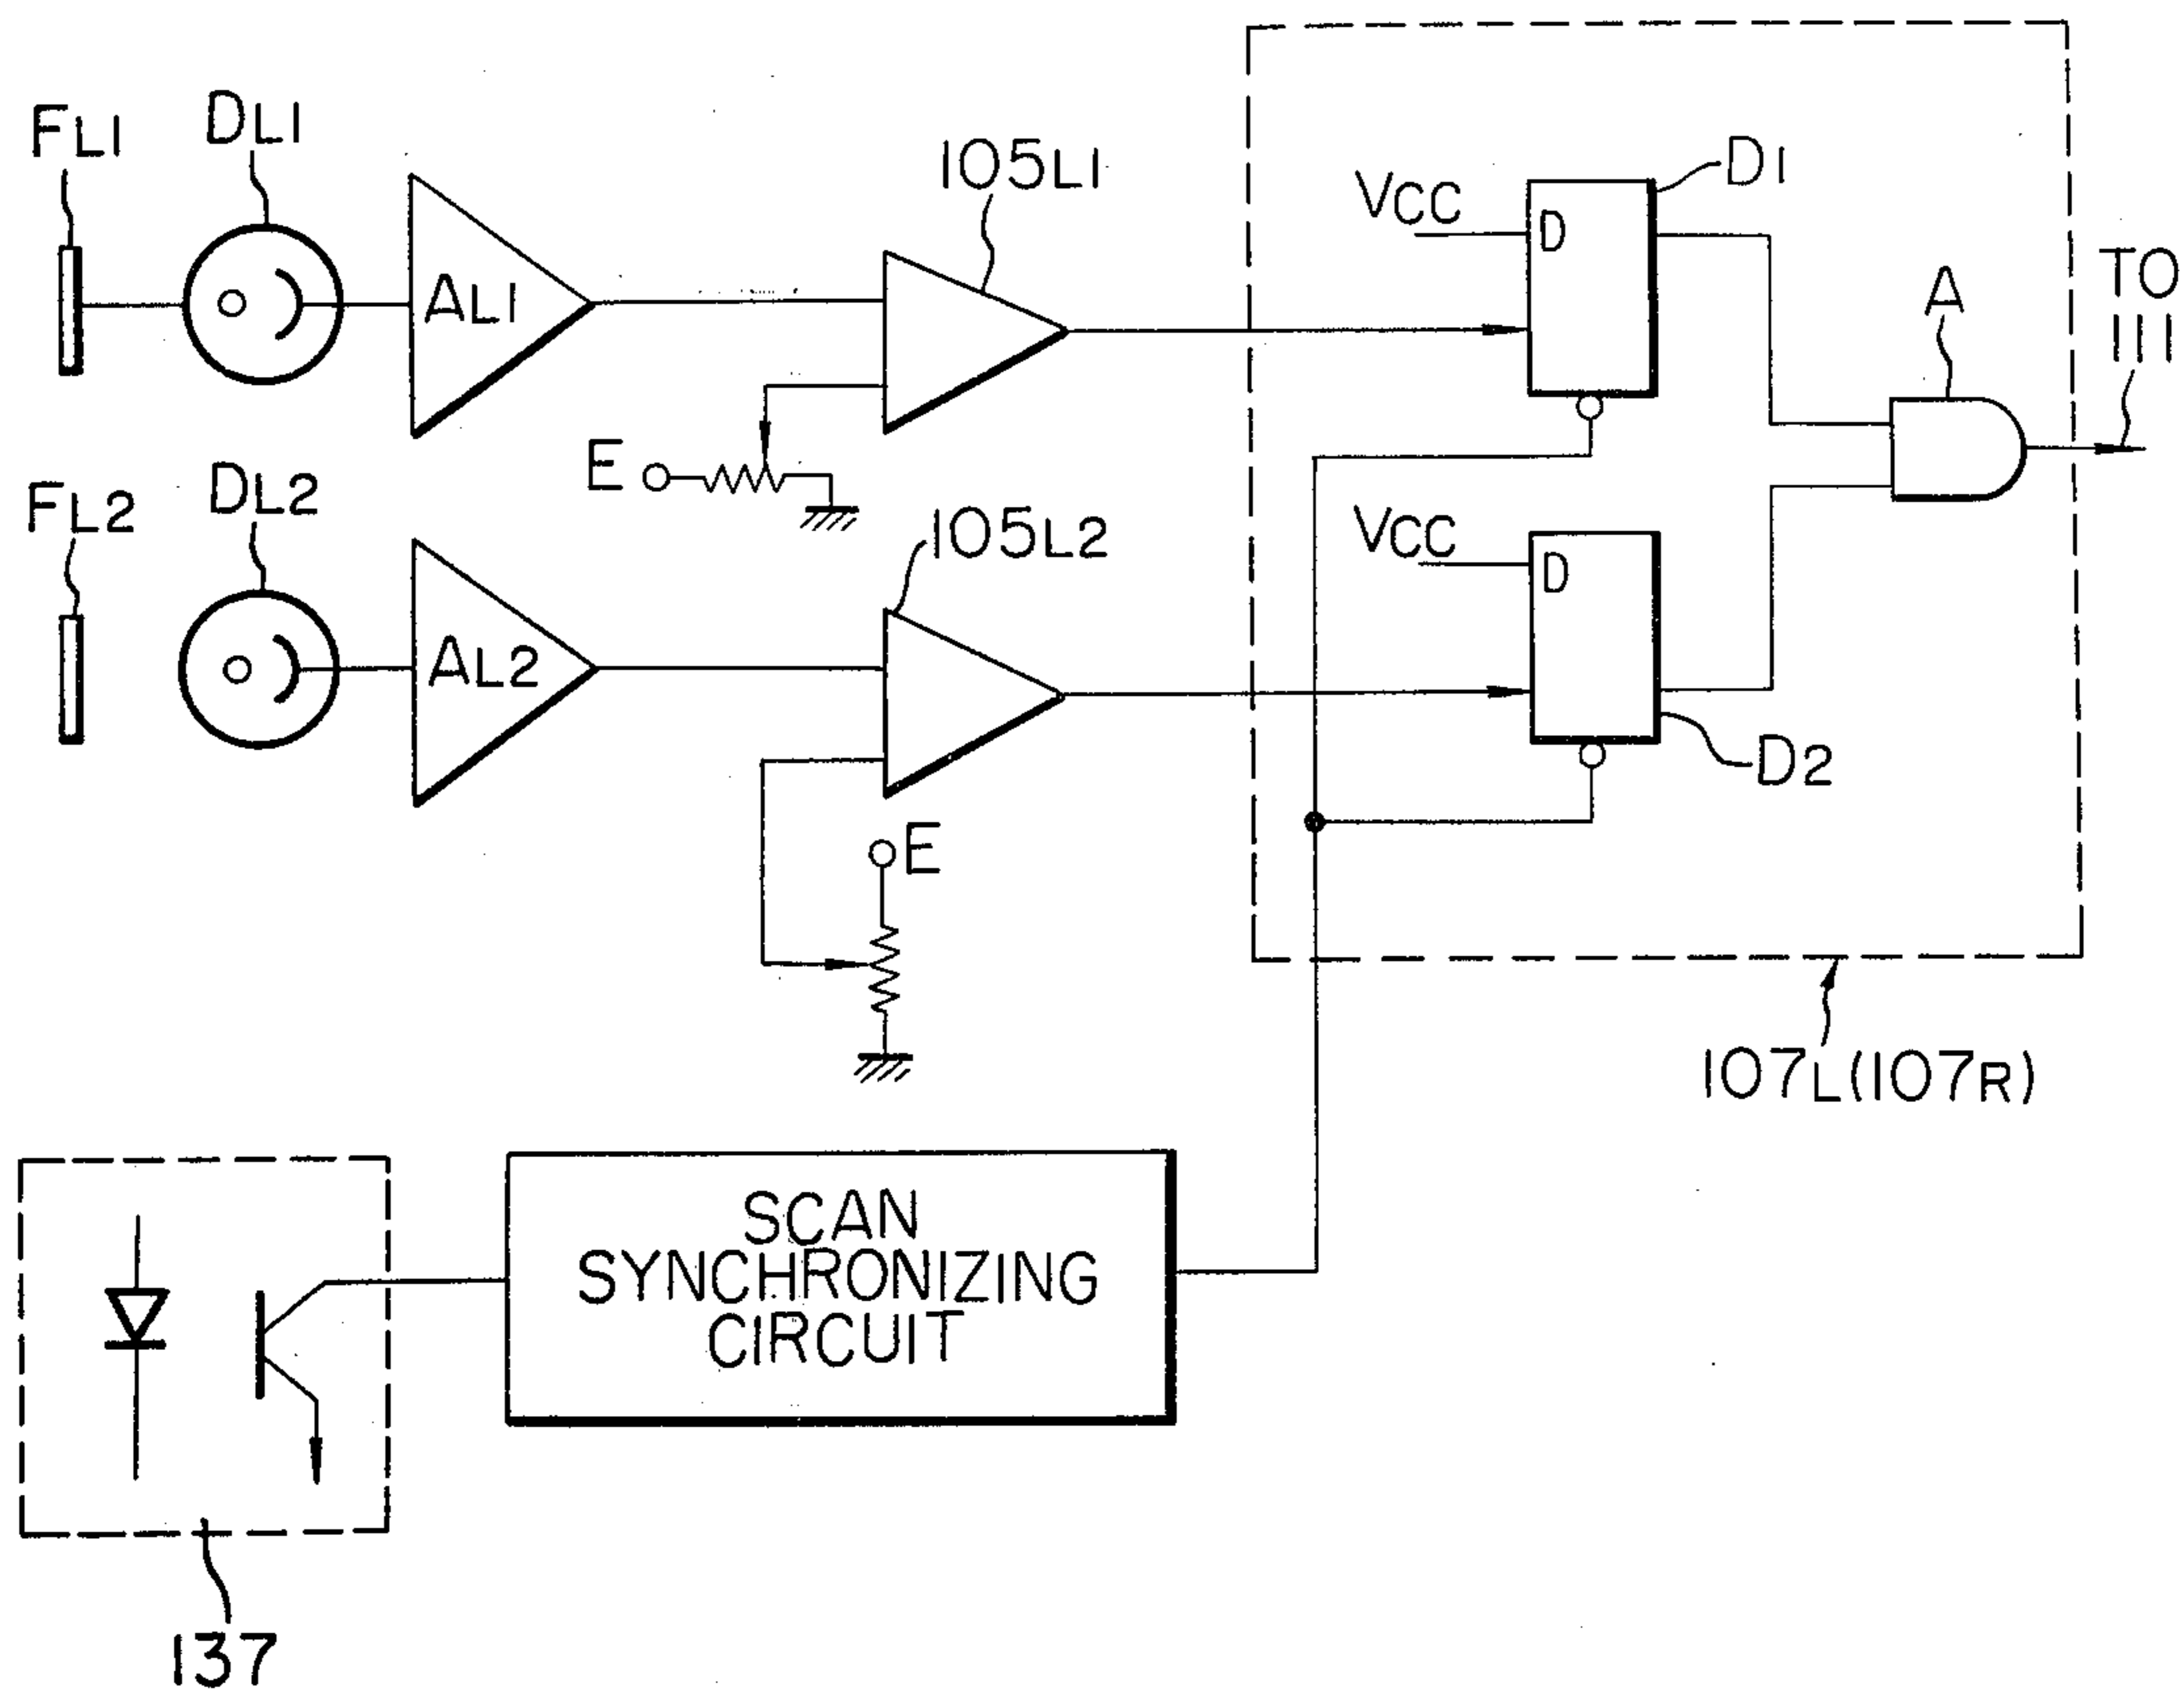 FL1
DL1
AL1
105L1
E
VCC
D
D1
A
TO
111
FL2
DL2
AL2
105L2
E
VCC
D
D2
107L(107R)
SCAN
SYNCHRONIZING
CIRCUIT
137